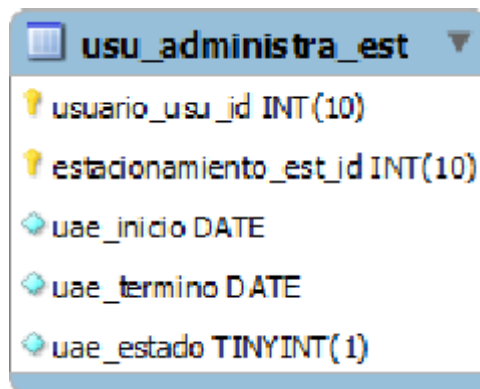 usu_administra_est
usuario_usu_id INT(10)
estacionamiento_est_id INT(10)
uae_inicio DATE
uae_termino DATE
uae_estado TINYINT(1)